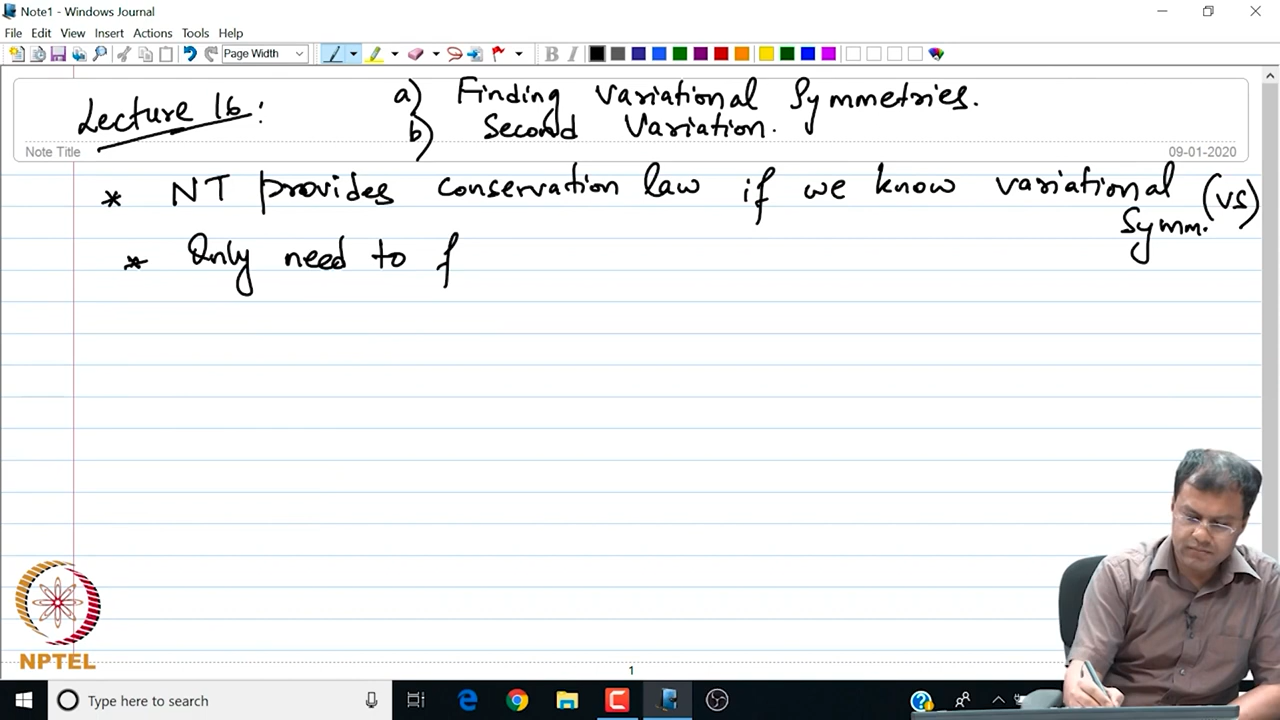 Note1 - Windows Journal
File Edit View Insert Actions Tools Help
Page Width B I
Lecture 16: a) Finding Variational Symmetries.
b) Second Variation.
Note Title 09-01-2020
* NT provides conservation law if we know variational (VS)
Symm.
* Only need to f
1
NPTEL
Type here to search